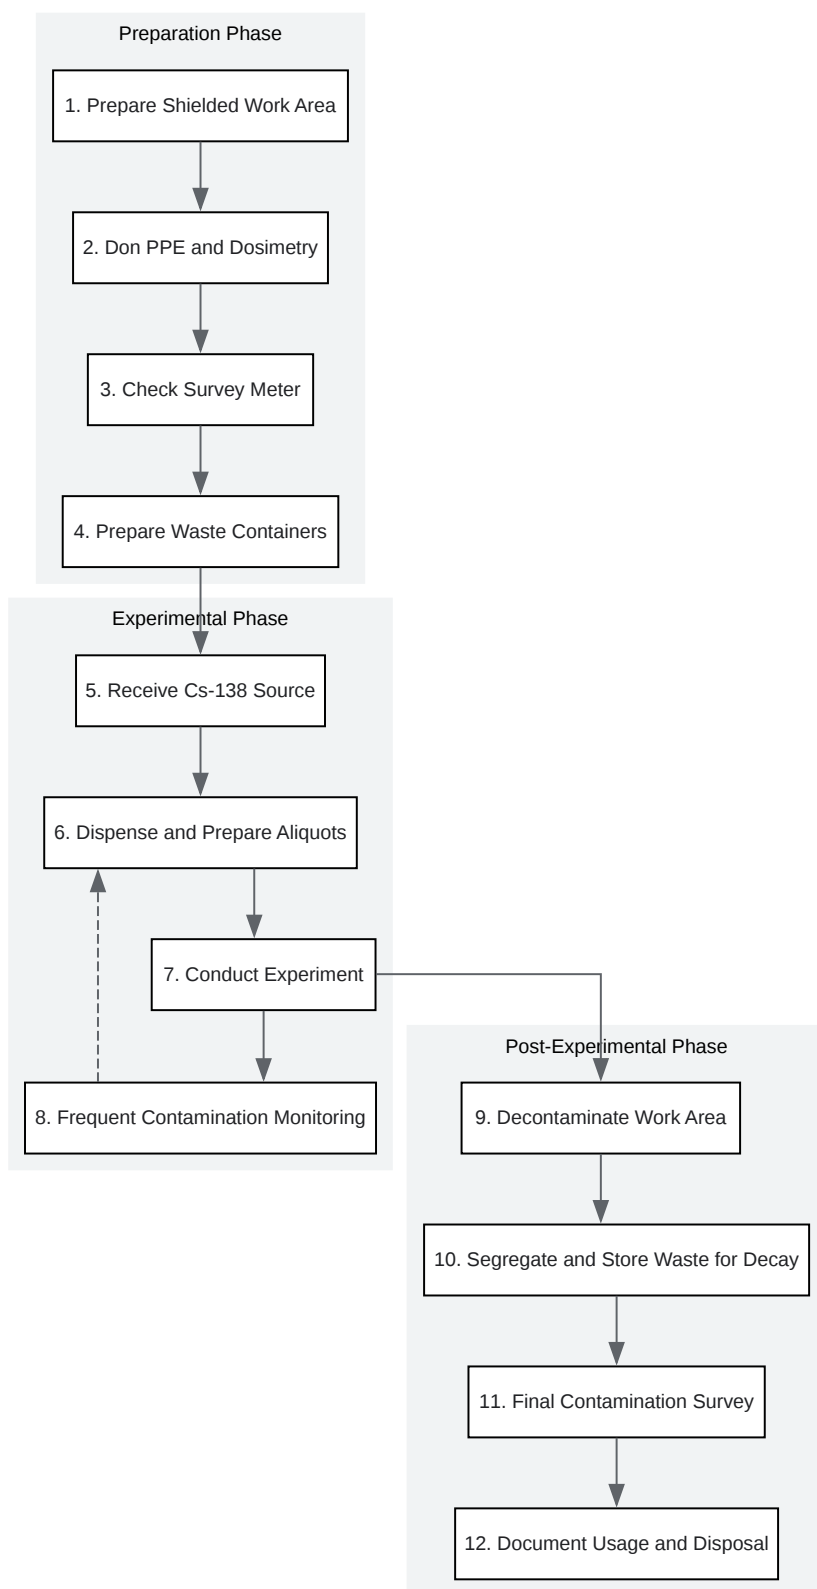 Preparation Phase
1. Prepare Shielded Work Area
2. Don PPE and Dosimetry
3. Check Survey Meter
4. Prepare Waste Containers
Experimental Phase
5. Receive Cs-138 Source
6. Dispense and Prepare Aliquots
7. Conduct Experiment
8. Frequent Contamination Monitoring
Post-Experimental Phase
9. Decontaminate Work Area
10. Segregate and Store Waste for Decay
11. Final Contamination Survey
12. Document Usage and Disposal